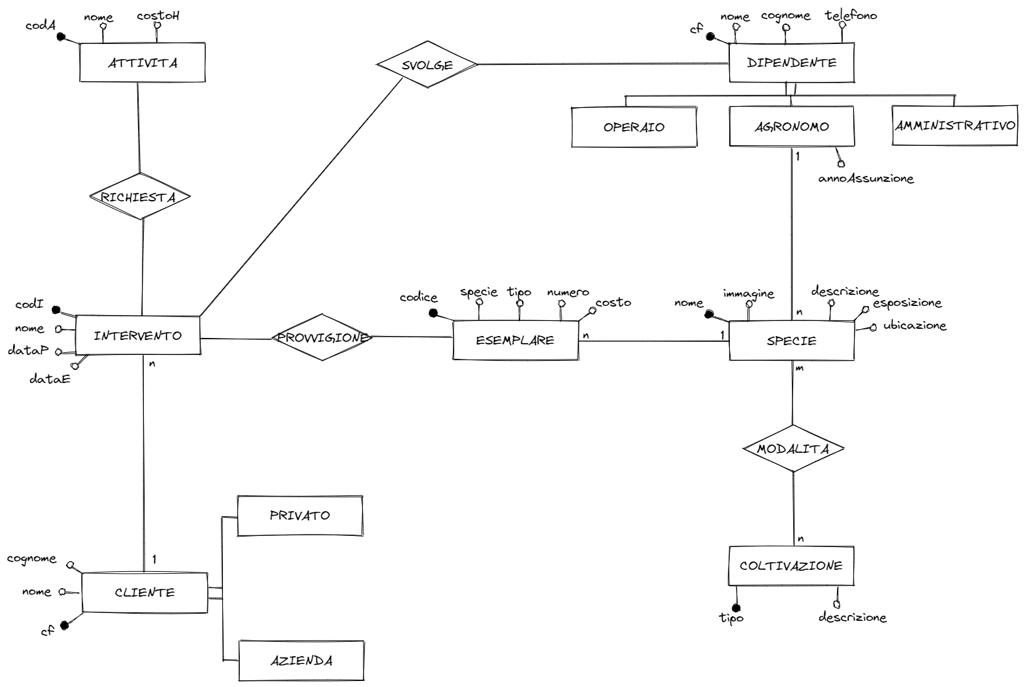 codA
nome
costoH
ATTIVITA
SVOLGE
cf
nome
cognome
telefono
DIPENDENTE
OPERAIO
AGRONOMO
AMMINISTRATIVO
1
annoAssunzione
RICHIESTA
codI
nome
dataP
dataE
INTERVENTO
n
PROVVIGIONE
codice
specie
tipo
numero
costo
ESEMPLARE
n
1
nome
immagine
descrizione
esposizione
ubicazione
n
SPECIE
m
MODALITA
n
COLTIVAZIONE
tipo
descrizione
PRIVATO
1
cognome
nome
cf
CLIENTE
AZIENDA